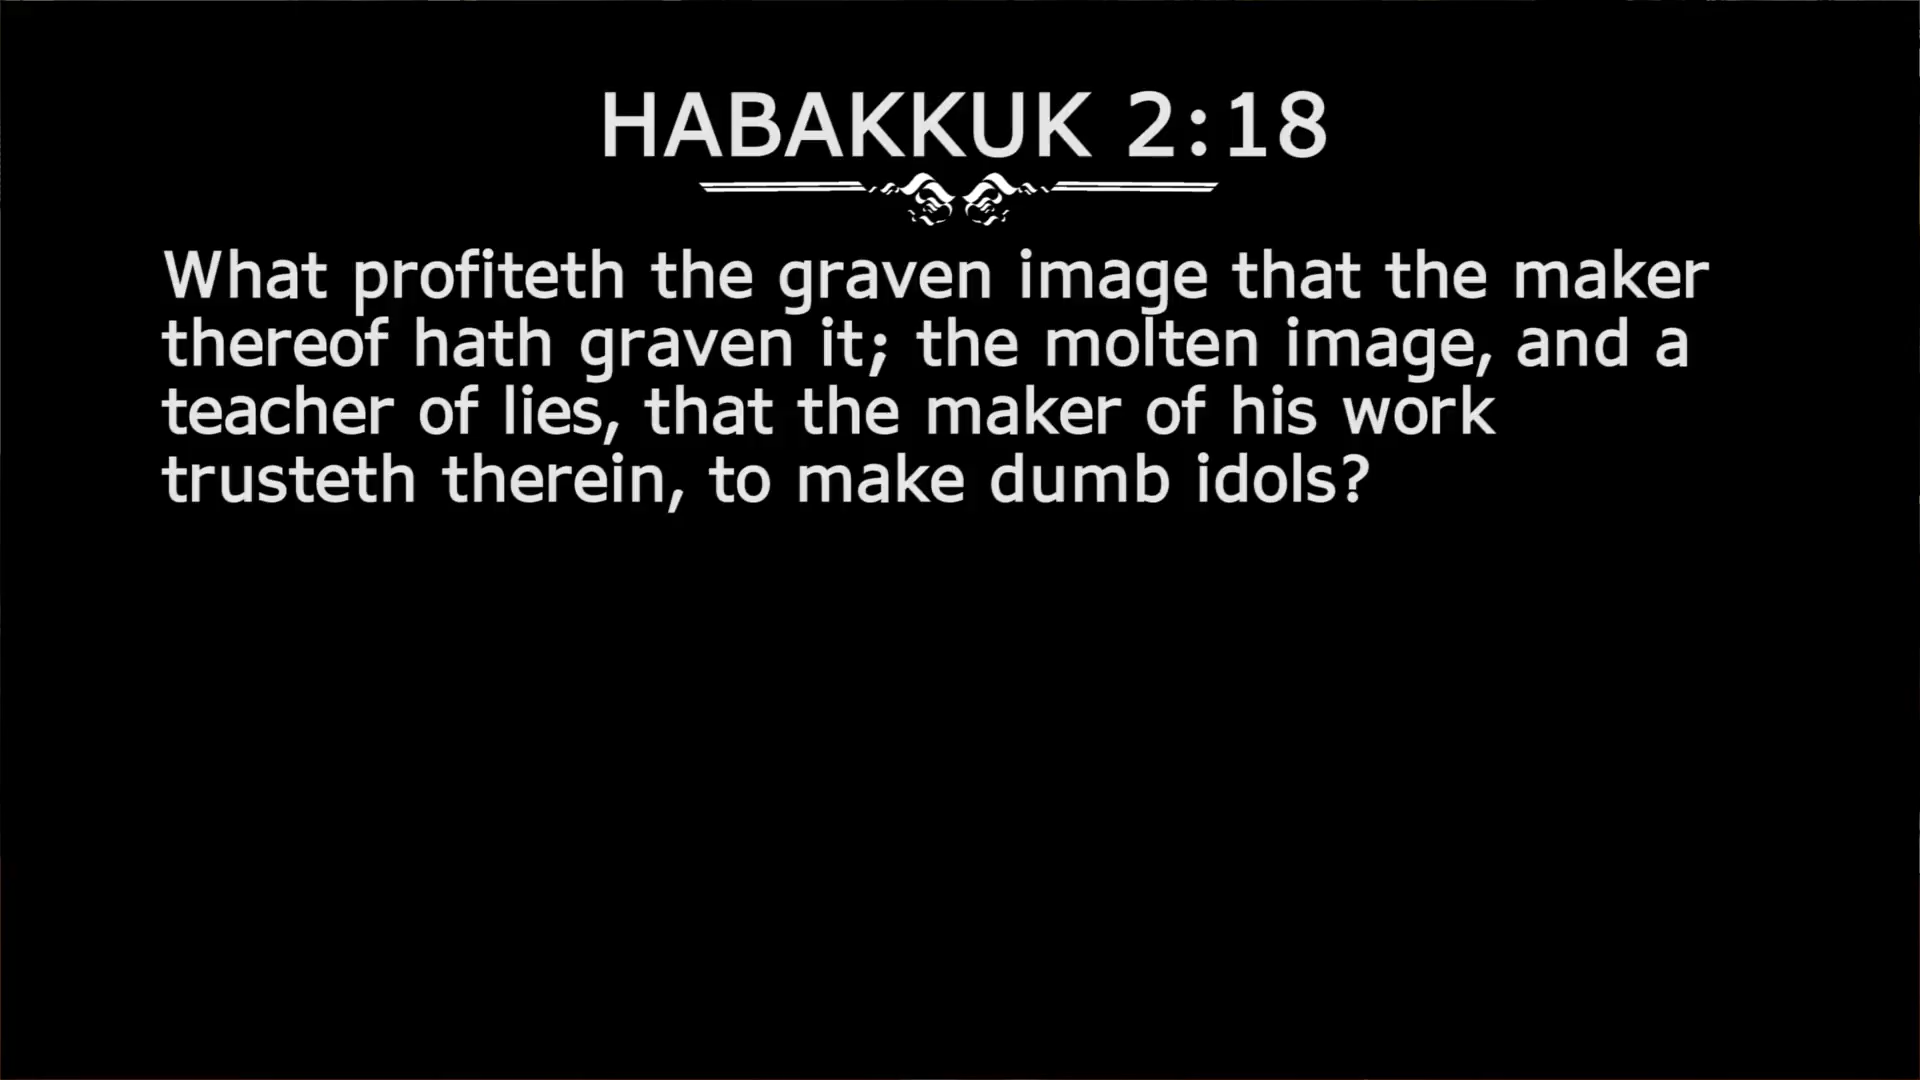 HABAKKUK 2:18
What profiteth the graven image that the maker
thereof hath graven it; the molten image, and a
teacher of lies, that the maker of his work
trusteth therein, to make dumb idols?